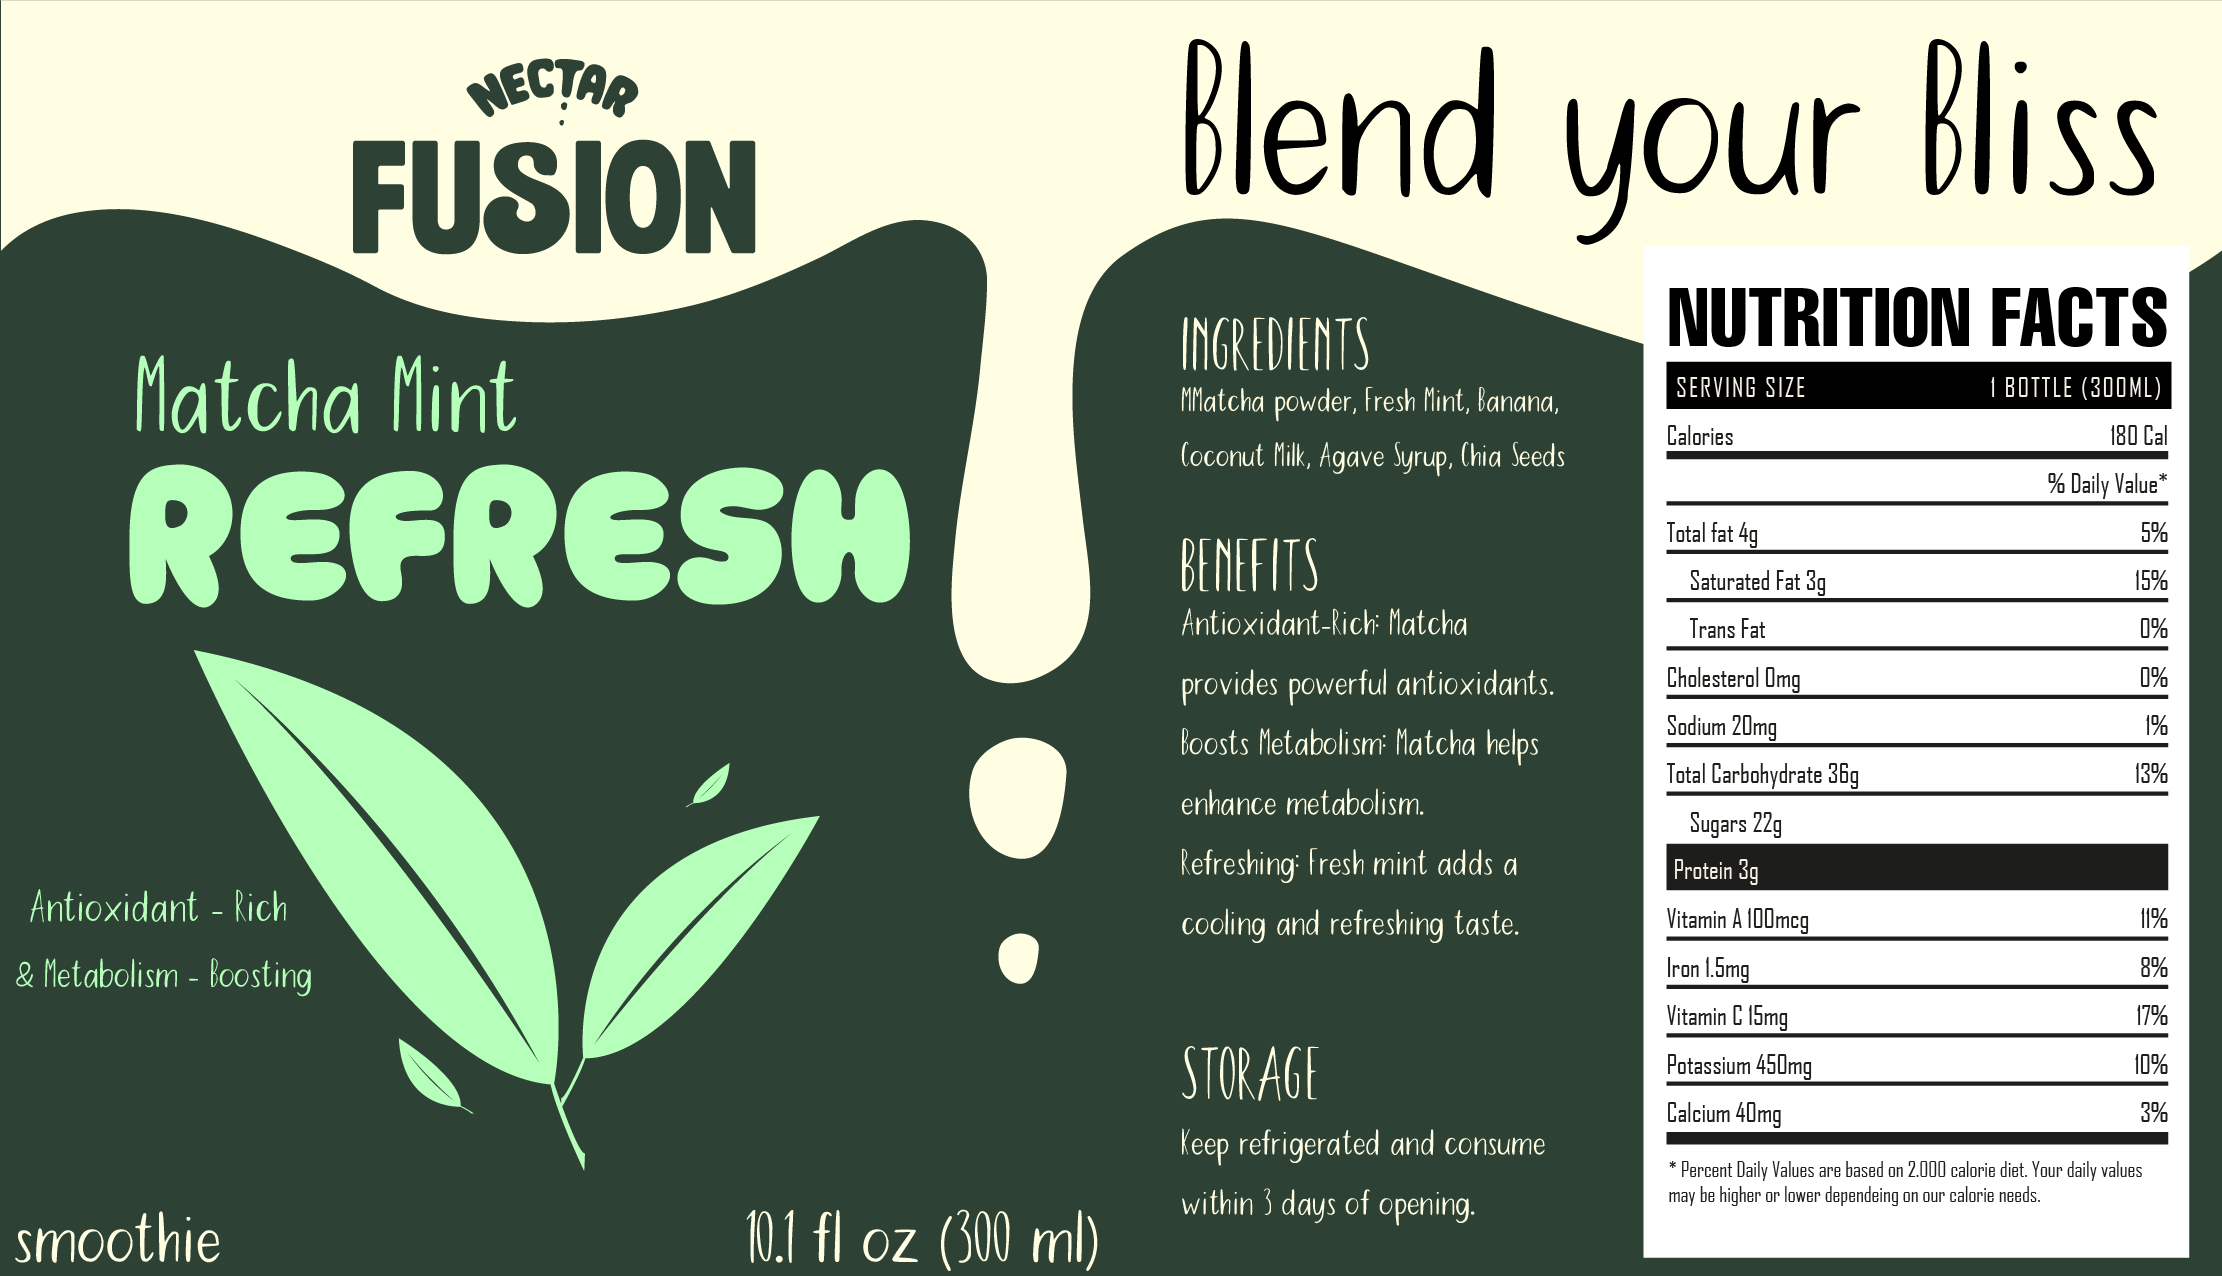 NECTAR
FUSION
Matcha Mint
REFRESH
Antioxidant - Rich
& Metabolism - Boosting
smoothie
10.1 fl oz (300 ml)
Blend your Bliss
INGREDIENTS
MMatcha powder, Fresh Mint, Banana,
Coconut Milk, Agave Syrup, Chia Seeds
BENEFITS
Antioxidant-Rich: Matcha
provides powerful antioxidants.
Boosts Metabolism: Matcha helps
enhance metabolism.
Refreshing: Fresh mint adds a
cooling and refreshing taste.
STORAGE
Keep refrigerated and consume
within 3 days of opening.
NUTRITION FACTS
SERVING SIZE 1 BOTTLE (300ML)
Calories 180 Cal
% Daily Value*
Total fat 4g 5%
Saturated Fat 3g 15%
Trans Fat 0%
Cholesterol 0mg 0%
Sodium 20mg 1%
Total Carbohydrate 36g 13%
Sugars 22g
Protein 3g
Vitamin A 100mcg 11%
Iron 1.5mg 8%
Vitamin C 15mg 17%
Potassium 450mg 10%
Calcium 40mg 3%
* Percent Daily Values are based on 2.000 calorie diet. Your daily values
may be higher or lower dependeing on our calorie needs.